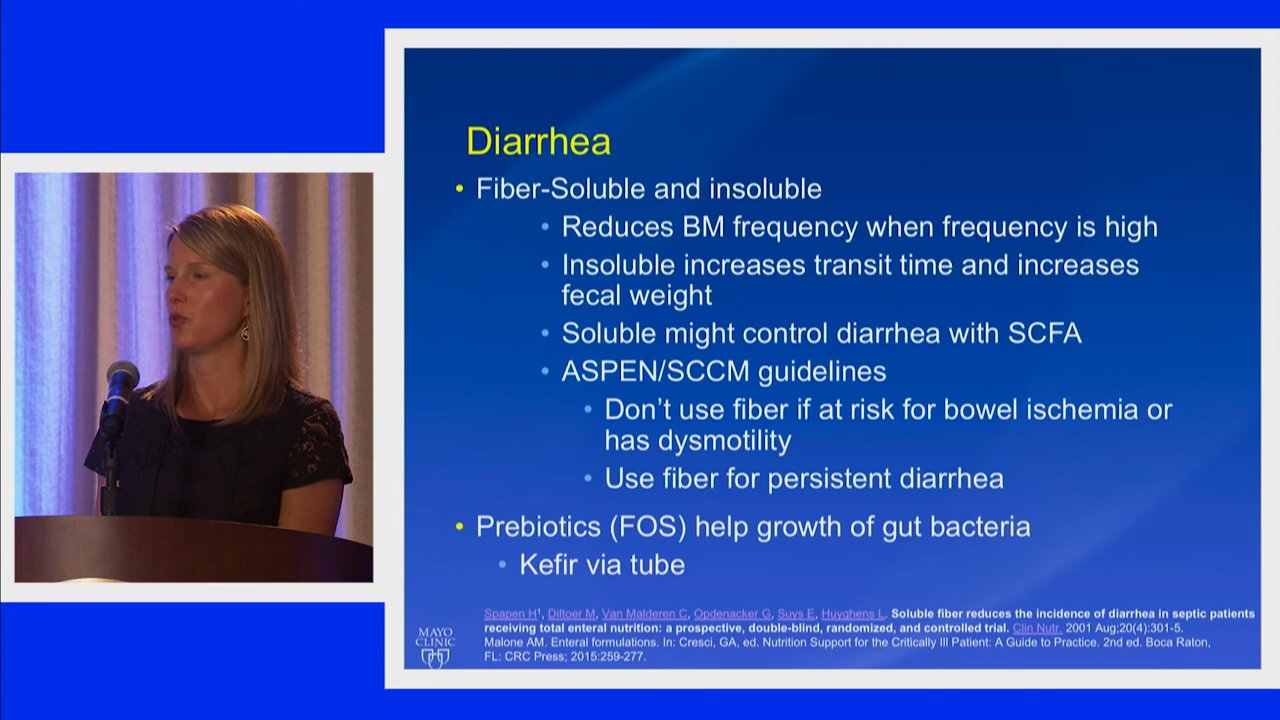 Diarrhea
• Fiber-Soluble and insoluble
• Reduces BM frequency when frequency is high
• Insoluble increases transit time and increases
fecal weight
• Soluble might control diarrhea with SCFA
• ASPEN/SCCM guidelines
• Don’t use fiber if at risk for bowel ischemia or
has dysmotility
• Use fiber for persistent diarrhea
• Prebiotics (FOS) help growth of gut bacteria
• Kefir via tube
Spapen H¹, Diltoer M, Van Malderen C, Opdenacker G, Suys E, Huyghens L. Soluble fiber reduces the incidence of diarrhea in septic patients
receiving total enteral nutrition: a prospective, double-blind, randomized, and controlled trial. Clin Nutr. 2001 Aug;20(4):301-5.
Malone AM. Enteral formulations. In: Cresci, GA, ed. Nutrition Support for the Critically Ill Patient: A Guide to Practice. 2nd ed. Boca Raton,
FL: CRC Press; 2015:259-277.
MAYO
CLINIC